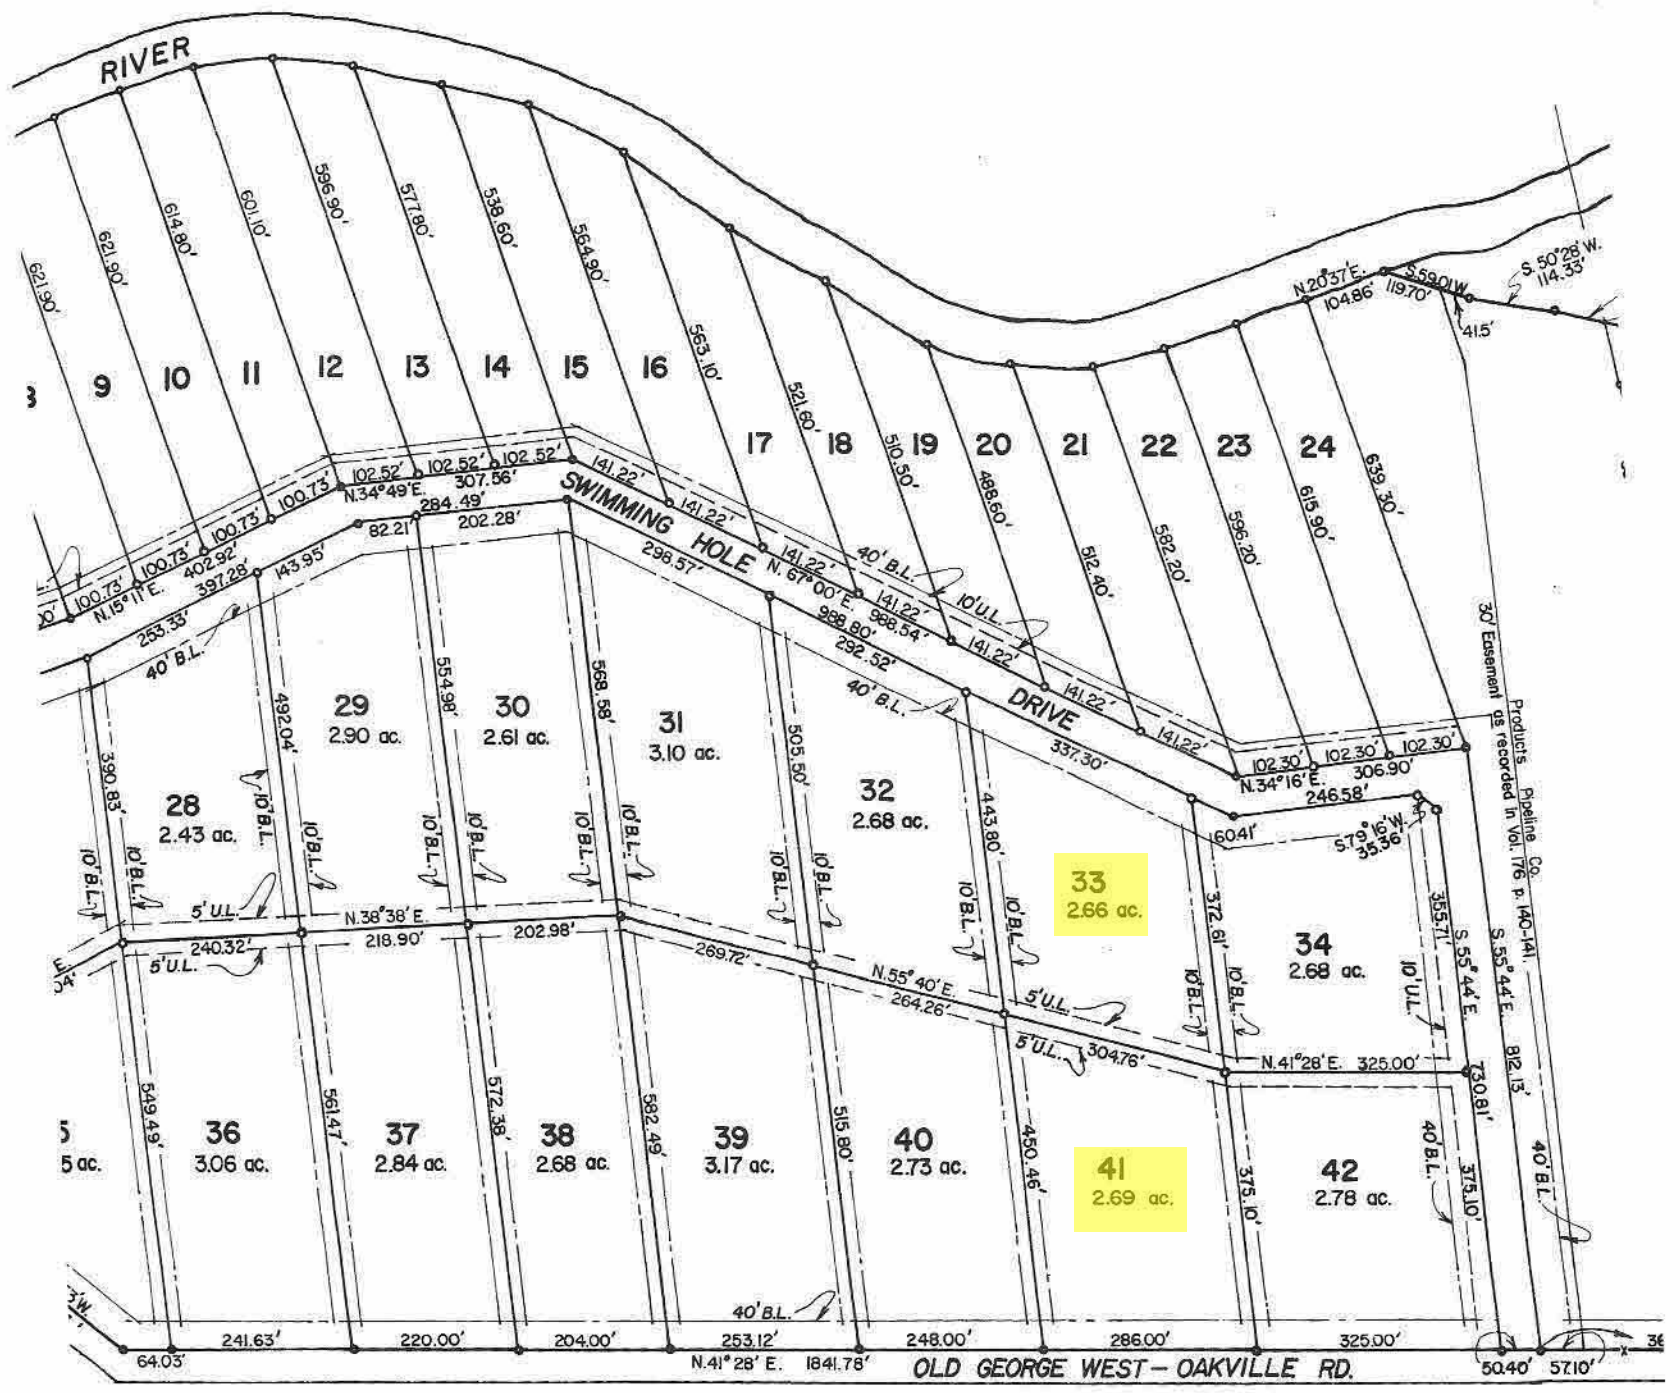 RIVER
N.20°37'E.
104.86'
S.59°01'W.
119.70'
S. 50°28' W.
114.33'
41.5'
621.90'
621.90'
614.80'
601.10'
596.90'
577.80'
538.60'
564.90'
563.10'
521.60'
510.50'
488.60'
512.40'
582.20'
596.20'
615.90'
639.30'
9
10
11
12
13
14
15
16
17
18
19
20
21
22
23
24
100.73'
100.73'
100.73'
100.73'
N.15°11'E.
402.92'
397.28'
102.52'
102.52'
102.52'
N.34°49'E.
307.56'
284.49'
253.33'
143.95'
82.21'
202.28'
40' B.L.
SWIMMING HOLE DRIVE
141.22'
141.22'
141.22'
141.22'
141.22'
141.22'
141.22'
N. 67°00' E.
988.80'
988.54'
40' B.L.
10' U.L.
298.57'
292.52'
337.30'
40' B.L.
102.30'
102.30'
102.30'
N.34°16'E.
306.90'
246.58'
60.41'
S.79°16'W.
35.36'
30' Easement as recorded in Vol. 176 p. 140-141.
Products Pipeline Co.
390.83'
492.04'
554.98'
568.58'
505.50'
443.80'
372.61'
355.71'
28
2.43 ac.
29
2.90 ac.
30
2.61 ac.
31
3.10 ac.
32
2.68 ac.
33
2.66 ac.
34
2.68 ac.
10' B.L.
10' B.L.
10' B.L.
10' B.L.
10' B.L.
10' B.L.
10' B.L.
10' B.L.
10' B.L.
10' B.L.
10' B.L.
10' B.L.
10' B.L.
10' U.L.
S. 55°44' E.
730.81'
S. 55°44' E.
812.13'
5' U.L.
240.32'
5' U.L.
N.38°38' E.
218.90'
202.98'
269.72'
N.55°40' E.
264.26'
5' U.L.
5' U.L.
304.76'
N.41°28' E. 325.00'
549.49'
561.47'
572.38'
582.49'
515.80'
450.46'
375.10'
375.10'
5 ac.
36
3.06 ac.
37
2.84 ac.
38
2.68 ac.
39
3.17 ac.
40
2.73 ac.
41
2.69 ac.
42
2.78 ac.
40' B.L.
40' B.L.
40' B.L.
64.03'
241.63'
220.00'
204.00'
253.12'
248.00'
286.00'
325.00'
50.40'
57.10'
N.41°28' E. 1841.78'
OLD GEORGE WEST — OAKVILLE RD.